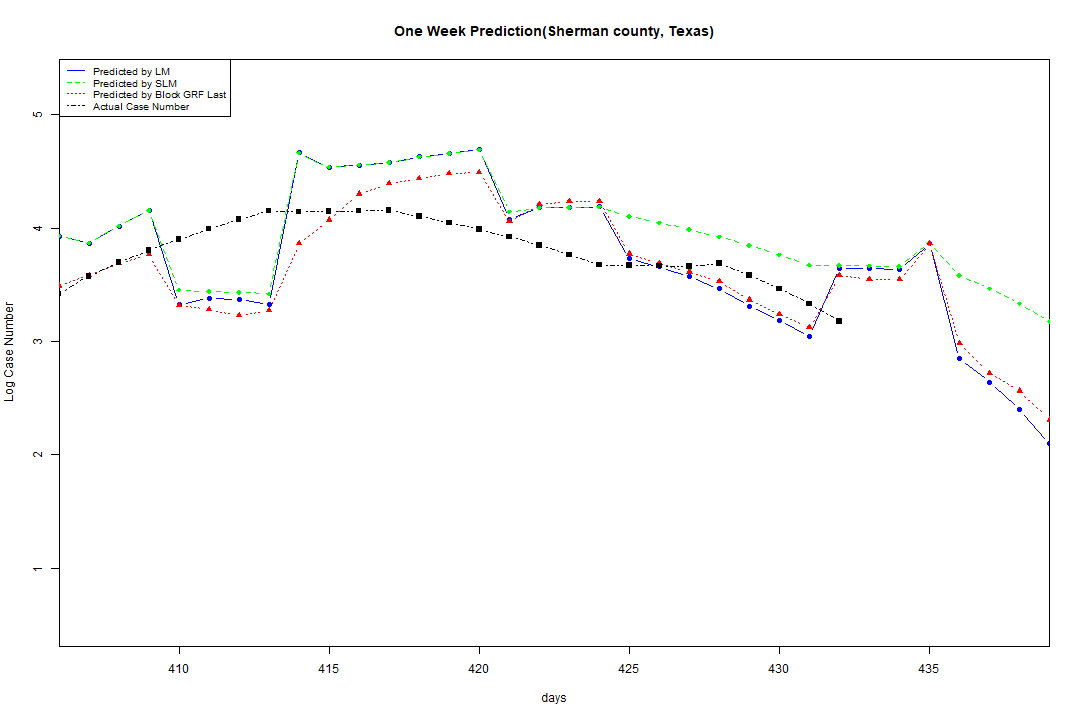 One Week Prediction(Sherman county, Texas)
Predicted by LM
Predicted by SLM
Predicted by Block GRF Last
Actual Case Number
5
4
3
2
1
Log Case Number
410 415 420 425 430 435
days